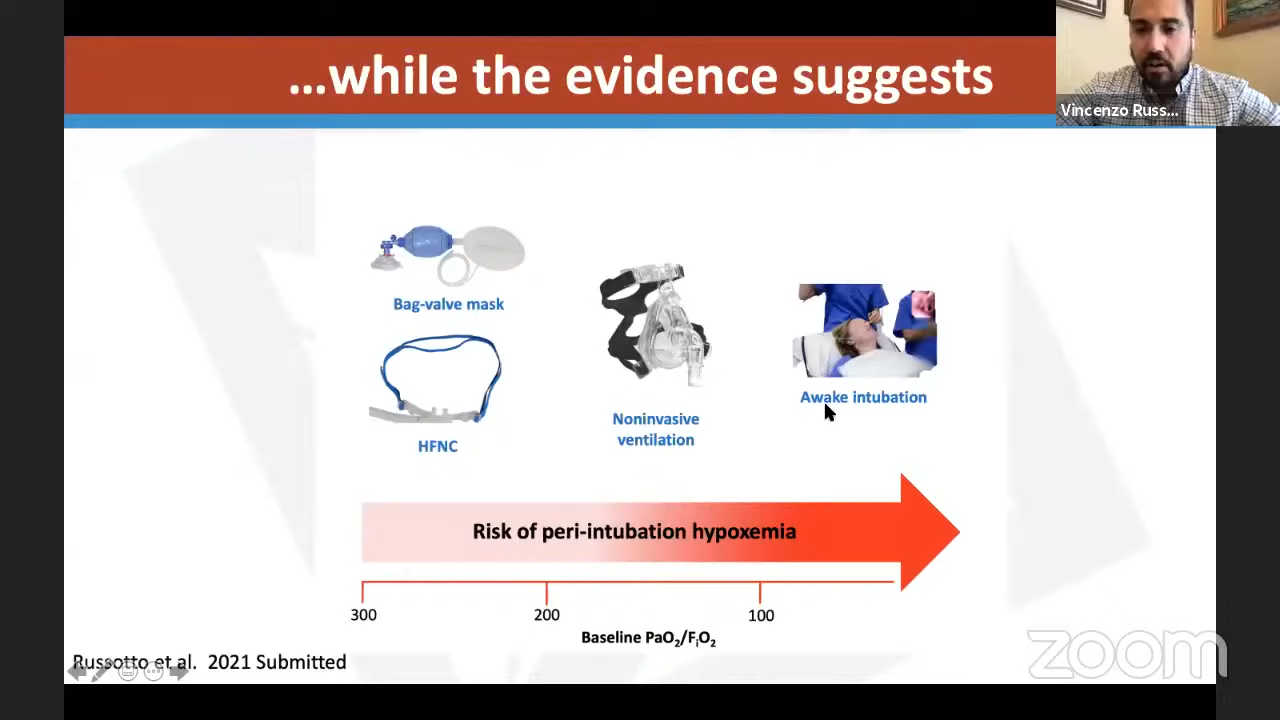 ...while the evidence suggests
Vincenzo Russ...
Bag-valve mask
HFNC
Noninvasive
ventilation
Awake intubation
Risk of peri-intubation hypoxemia
300
200
100
Baseline PaO₂/FᵢO₂
Russotto et al. 2021 Submitted
zoom